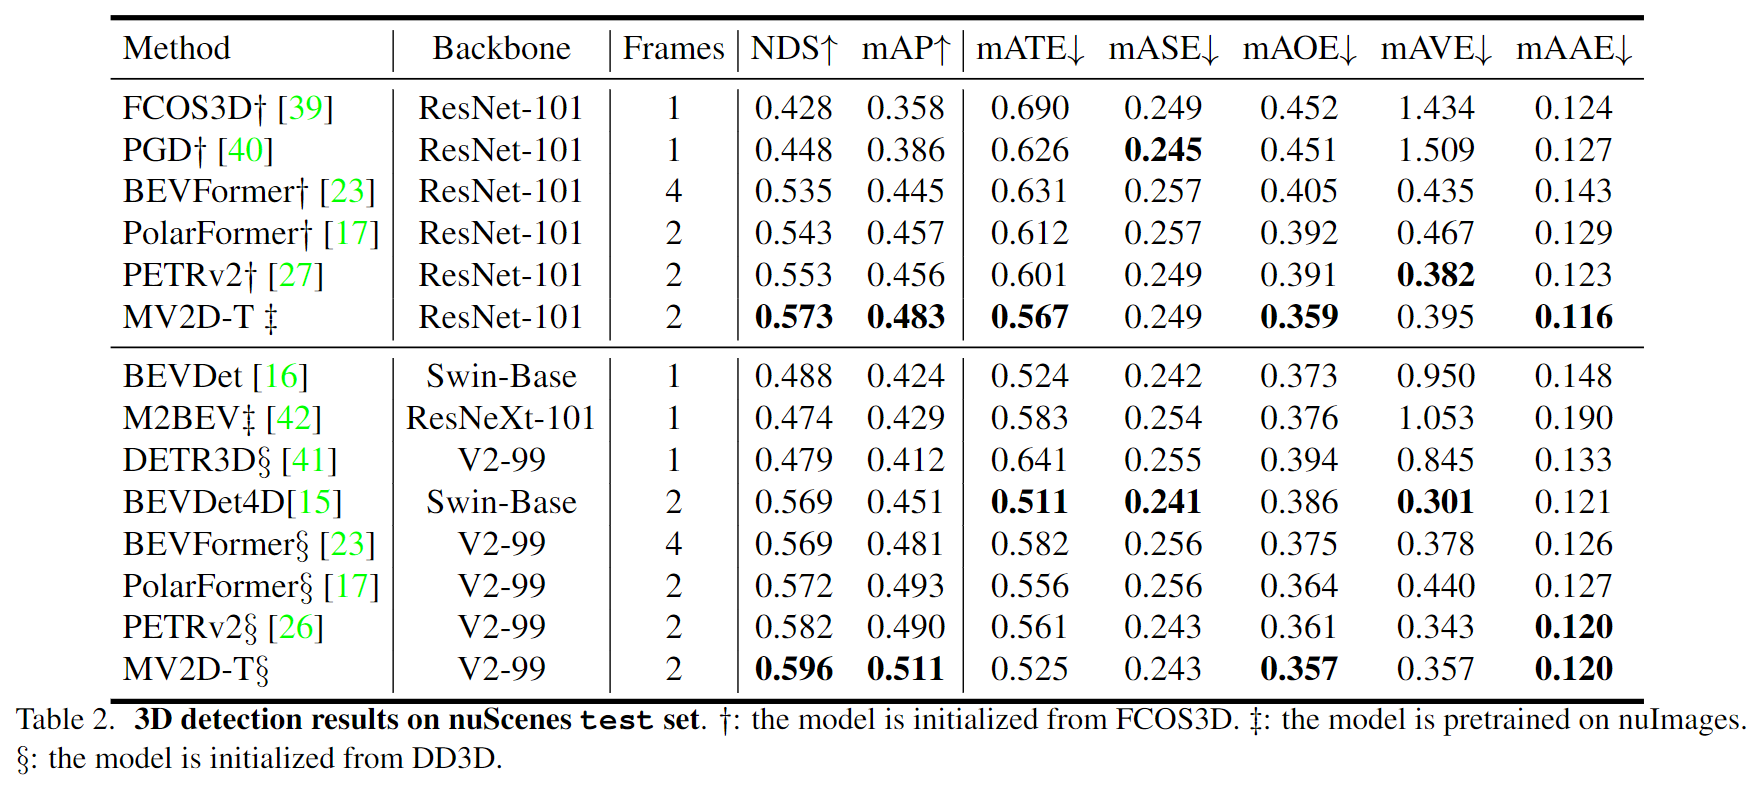 Method Backbone Frames NDS↑ mAP↑ mATE↓ mASE↓ mAOE↓ mAVE↓ mAAE↓
FCOS3D† [39] ResNet-101 1 0.428 0.358 0.690 0.249 0.452 1.434 0.124
PGD† [40] ResNet-101 1 0.448 0.386 0.626 0.245 0.451 1.509 0.127
BEVFormer† [23] ResNet-101 4 0.535 0.445 0.631 0.257 0.405 0.435 0.143
PolarFormer† [17] ResNet-101 2 0.543 0.457 0.612 0.257 0.392 0.467 0.129
PETRv2† [27] ResNet-101 2 0.553 0.456 0.601 0.249 0.391 0.382 0.123
MV2D-T ‡ ResNet-101 2 0.573 0.483 0.567 0.249 0.359 0.395 0.116
BEVDet [16] Swin-Base 1 0.488 0.424 0.524 0.242 0.373 0.950 0.148
M2BEV‡ [42] ResNeXt-101 1 0.474 0.429 0.583 0.254 0.376 1.053 0.190
DETR3D§ [41] V2-99 1 0.479 0.412 0.641 0.255 0.394 0.845 0.133
BEVDet4D[15] Swin-Base 2 0.569 0.451 0.511 0.241 0.386 0.301 0.121
BEVFormer§ [23] V2-99 4 0.569 0.481 0.582 0.256 0.375 0.378 0.126
PolarFormer§ [17] V2-99 2 0.572 0.493 0.556 0.256 0.364 0.440 0.127
PETRv2§ [26] V2-99 2 0.582 0.490 0.561 0.243 0.361 0.343 0.120
MV2D-T§ V2-99 2 0.596 0.511 0.525 0.243 0.357 0.357 0.120
Table 2. 3D detection results on nuScenes test set. †: the model is initialized from FCOS3D. ‡: the model is pretrained on nuImages.
§: the model is initialized from DD3D.